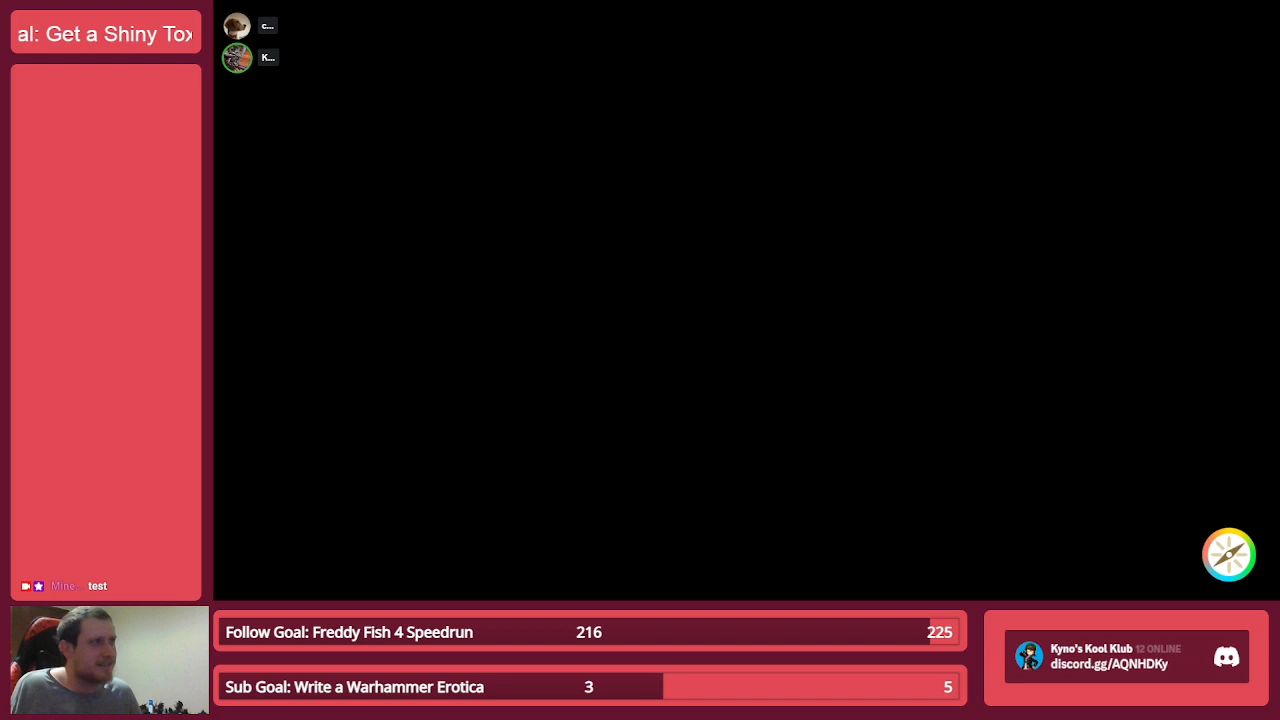 al: Get a Shiny Tox
c...
K...
Mine: test
Follow Goal: Freddy Fish 4 Speedrun 216 225
Sub Goal: Write a Warhammer Erotica 3 5
Kyno's Kool Klub 12 ONLINE
discord.gg/AQNHDKy